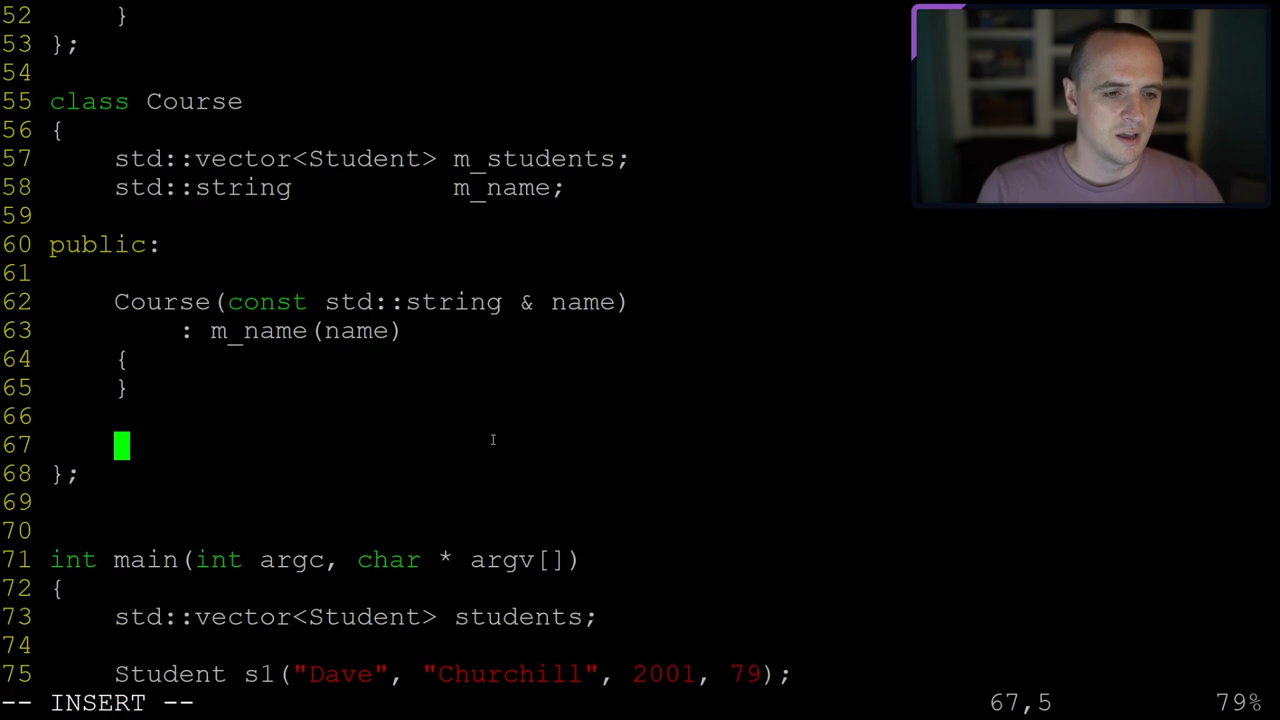 52     }
53 };
54
55 class Course
56 {
57     std::vector<Student> m_students;
58     std::string          m_name;
59
60 public:
61
62     Course(const std::string & name)
63         : m_name(name)
64     {
65     }
66
67
68 };
69
70
71 int main(int argc, char * argv[])
72 {
73     std::vector<Student> students;
74
75     Student s1("Dave", "Churchill", 2001, 79);
-- INSERT --                                                  67,5          79%